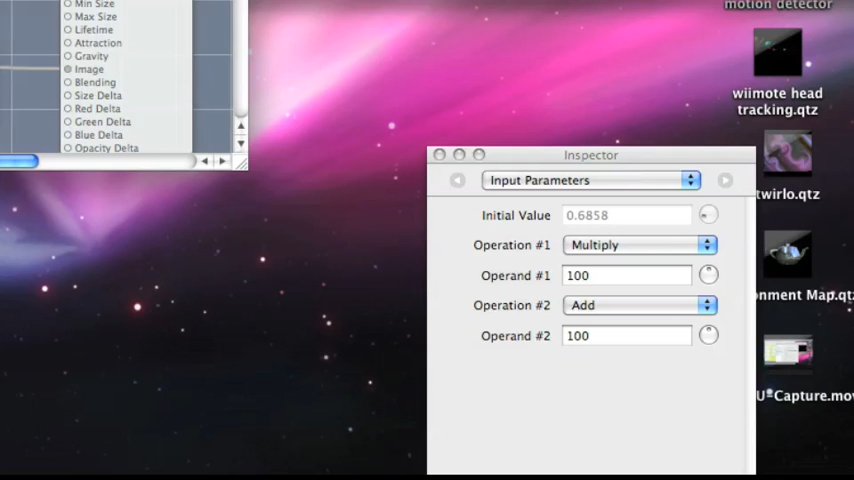 Min Size
Max Size
Lifetime
Attraction
Gravity
Image
Blending
Size Delta
Red Delta
Green Delta
Blue Delta
Opacity Delta
motion detector
wiimote head
tracking.qtz
twirlo.qtz
onment Map.qtz
Capture.mov
Inspector
Input Parameters
Initial Value 0.6858
Operation #1 Multiply
Operand #1 100
Operation #2 Add
Operand #2 100